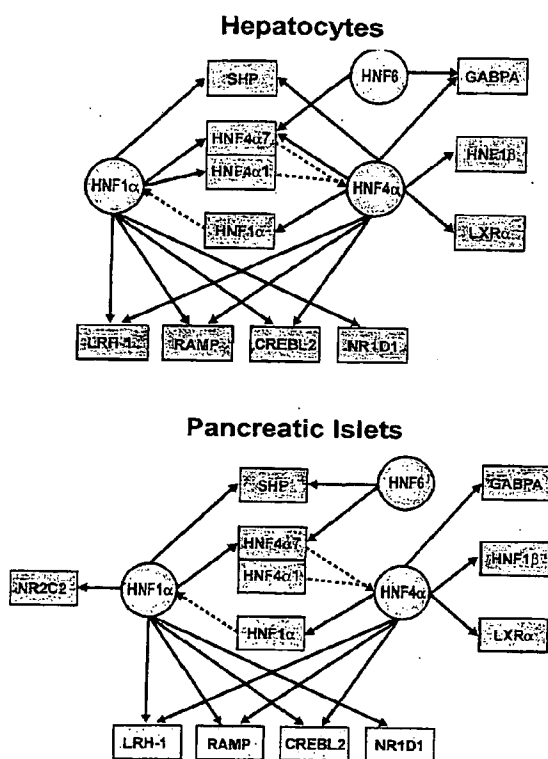 Hepatocytes
SHP
HNF6
GABPA
HNF4α7
HNF4α1
HNF1α
HNF4α
HNE1β
HNF1α
LXRα
LRH-1
RAMP
CREBL2
NR1D1
Pancreatic Islets
SHP
HNF6
GABPA
HNF4α7
HNF4α1
NR2C2
HNF1α
HNF4α
HNF1β
HNF1α
LXRα
LRH-1
RAMP
CREBL2
NR1D1